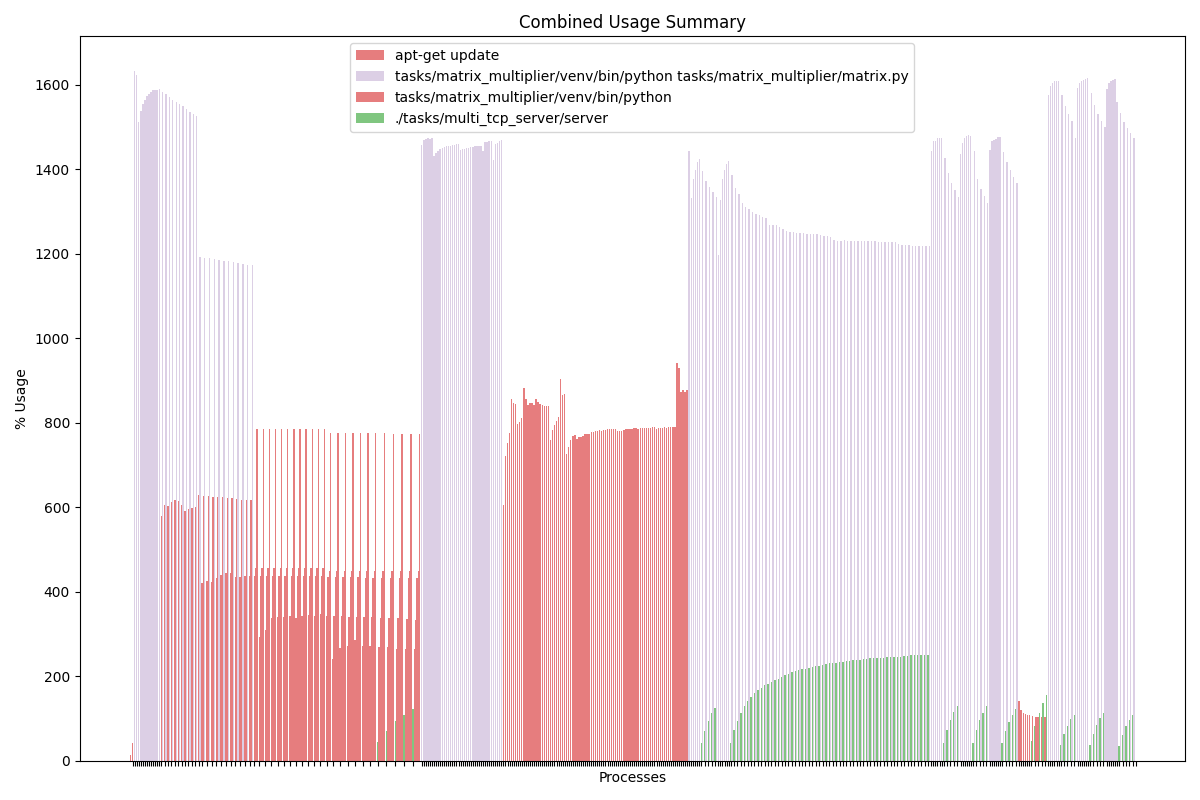 Combined Usage Summary
apt-get update
tasks/matrix_multiplier/venv/bin/python tasks/matrix_multiplier/matrix.py
tasks/matrix_multiplier/venv/bin/python
./tasks/multi_tcp_server/server
% Usage
1600
1400
1200
1000
800
600
400
200
0
Processes